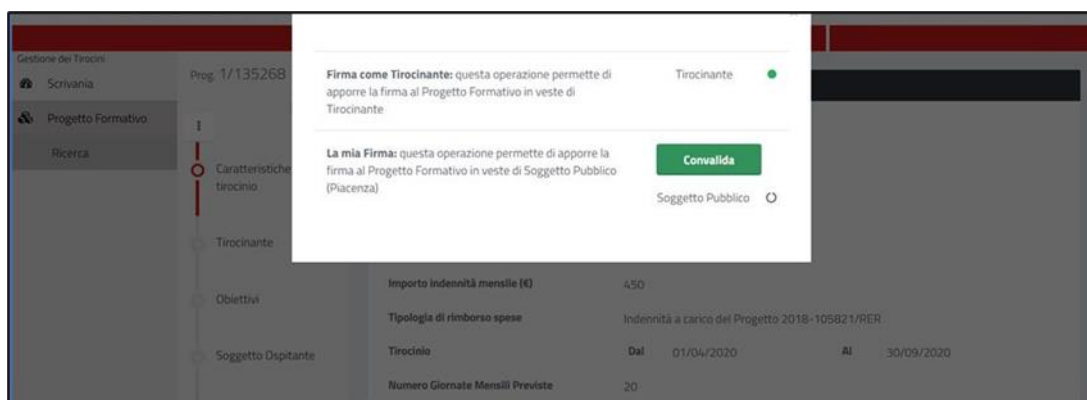 Gestione dei Tirocini
Scrivania
Progetto Formativo
Ricerca
Prog. 1/135268
Caratteristiche
tirocinio
Tirocinante
Obiettivi
Soggetto Ospitante
Firma come Tirocinante: questa operazione permette di
apporre la firma al Progetto Formativo in veste di
Tirocinante
Tirocinante
La mia Firma: questa operazione permette di apporre la
firma al Progetto Formativo in veste di Soggetto Pubblico
(Piacenza)
Convalida
Soggetto Pubblico
Importo indennità mensile (€) 450
Tipologia di rimborso spese Indennità a carico del Progetto 2018-105821/RER
Tirocinio Dal 01/04/2020 Al 30/09/2020
Numero Giornate Mensili Previste 20